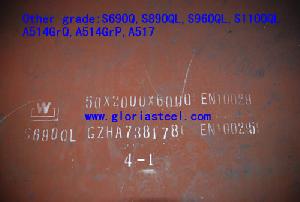 Other grade:S690Q,S890QL,S960QL,S1100QL
A514GrQ,A514GrP,A517
W
50X2000X6000 EN10029
S690QL GZHA738178( EN10025(
4-1
www.gloriasteel.com